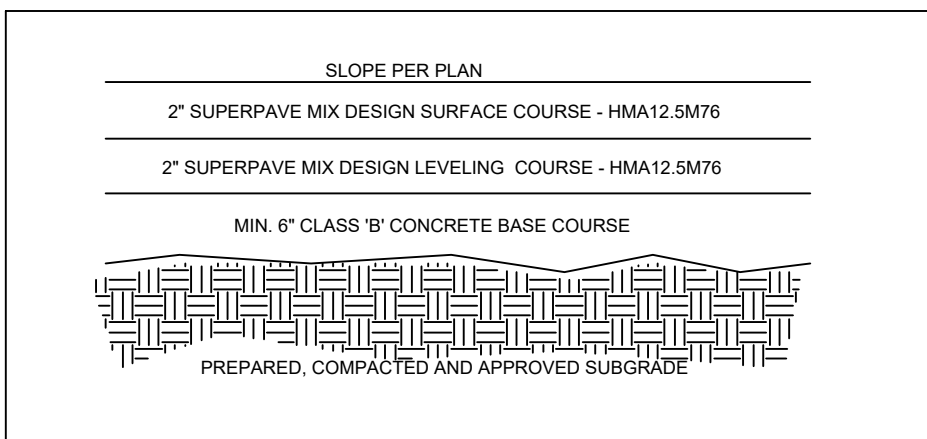 SLOPE PER PLAN
2" SUPERPAVE MIX DESIGN SURFACE COURSE - HMA12.5M76
2" SUPERPAVE MIX DESIGN LEVELING COURSE - HMA12.5M76
MIN. 6" CLASS 'B' CONCRETE BASE COURSE
PREPARED, COMPACTED AND APPROVED SUBGRADE